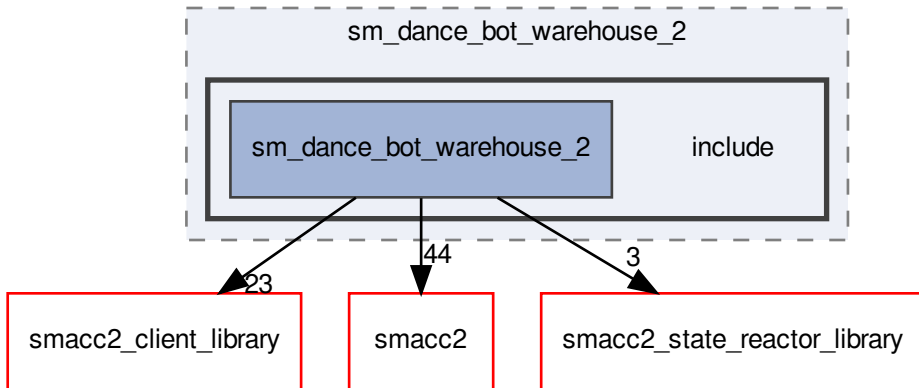 sm_dance_bot_warehouse_2
sm_dance_bot_warehouse_2
include
23
44
3
smacc2_client_library
smacc2
smacc2_state_reactor_library